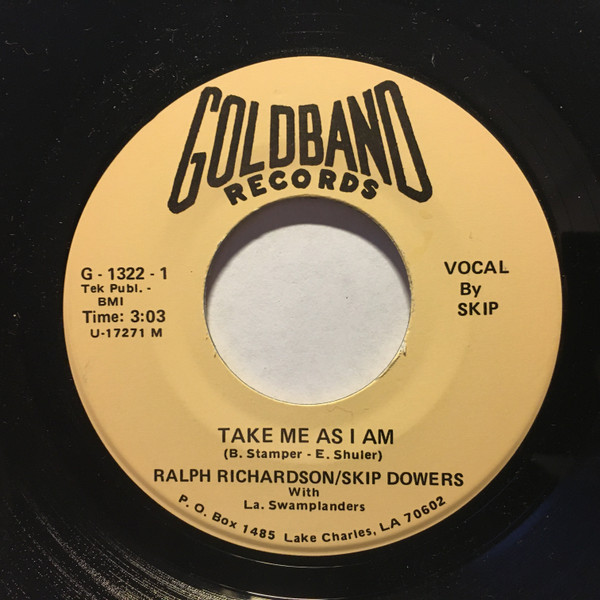 GOLDBAND
RECORDS
G - 1322 - 1
Tek Publ. -
BMI
Time: 3:03
U-17271 M
VOCAL
By
SKIP
TAKE ME AS I AM
(B. Stamper - E. Shuler)
RALPH RICHARDSON/SKIP DOWERS
With
La. Swamplanders
P. O. Box 1485 Lake Charles, LA 70602